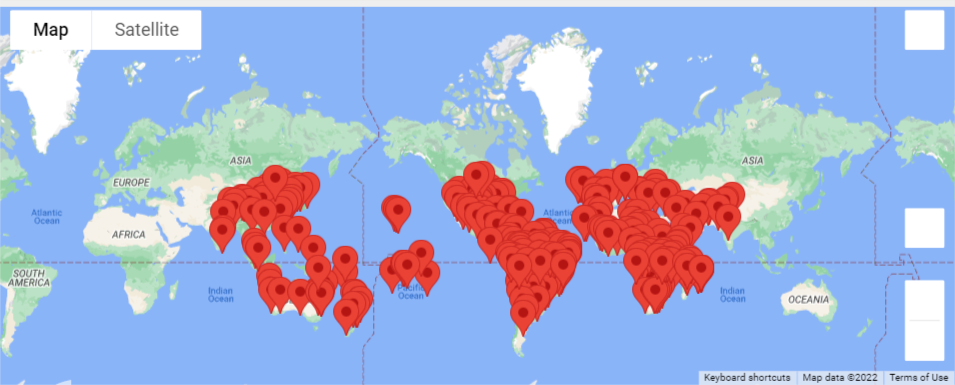 Map
Satellite
ASIA
ASIA
EUROPE
Atlantic
Ocean
Atlantic
Ocean
AFRICA
SOUTH
AMERICA
Indian
Ocean
Pacific
Ocean
Indian
Ocean
OCEANIA
Keyboard shortcuts
Map data ©2022
Terms of Use